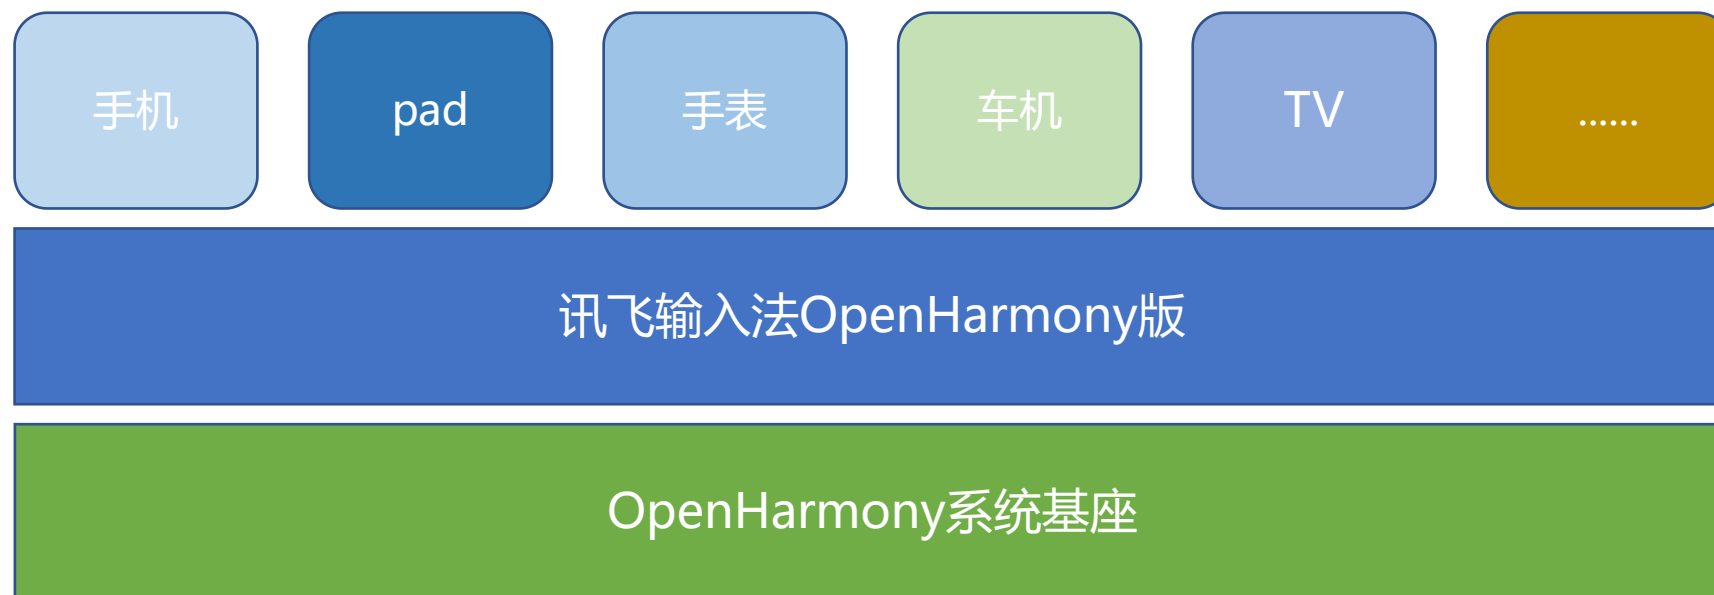 手机
pad
手表
车机
TV
......
讯飞输入法OpenHarmony版
OpenHarmony系统基座